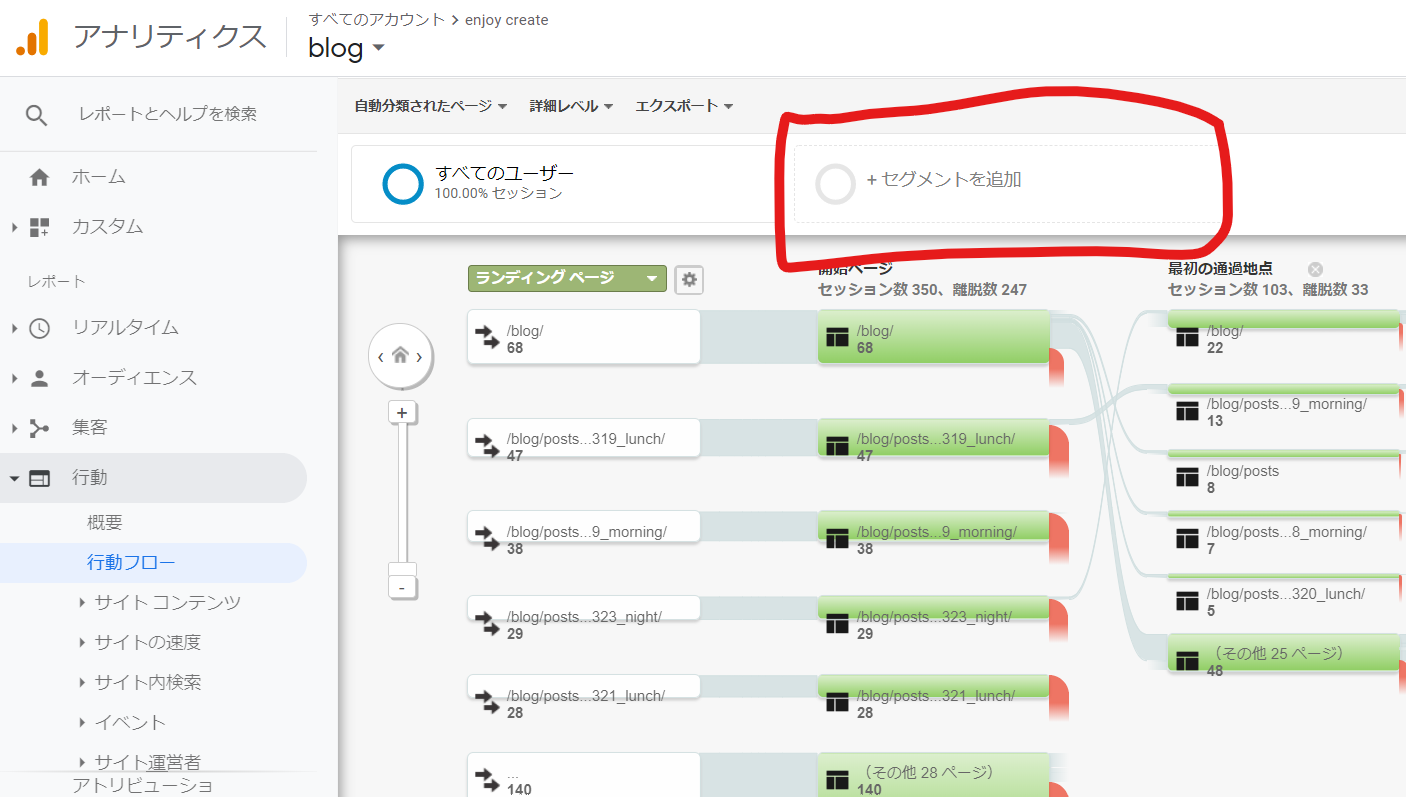 アナリティクス
すべてのアカウント > enjoy create
blog
レポートとヘルプを検索
ホーム
カスタム
レポート
リアルタイム
オーディエンス
集客
行動
概要
行動フロー
サイト コンテンツ
サイトの速度
サイト内検索
イベント
サイト運営者
アトリビューショ
自動分類されたページ
詳細レベル
エクスポート
すべてのユーザー
100.00% セッション
+ セグメントを追加
ランディング ページ
/blog/
68
/blog/posts...319_lunch/
47
/blog/posts...9_morning/
38
/blog/posts...323_night/
29
/blog/posts...321_lunch/
28
...
140
開始ページ
セッション数 350、離脱数 247
/blog/
68
/blog/posts...319_lunch/
47
/blog/posts...9_morning/
38
/blog/posts...323_night/
29
/blog/posts...321_lunch/
28
（その他 28 ページ）
140
最初の通過地点
セッション数 103、離脱数 33
/blog/
22
/blog/posts...9_morning/
13
/blog/posts
8
/blog/posts...8_morning/
7
/blog/posts...320_lunch/
5
（その他 25 ページ）
48